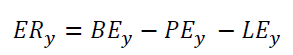 ER_y = BE_y − PE_y − LE_y